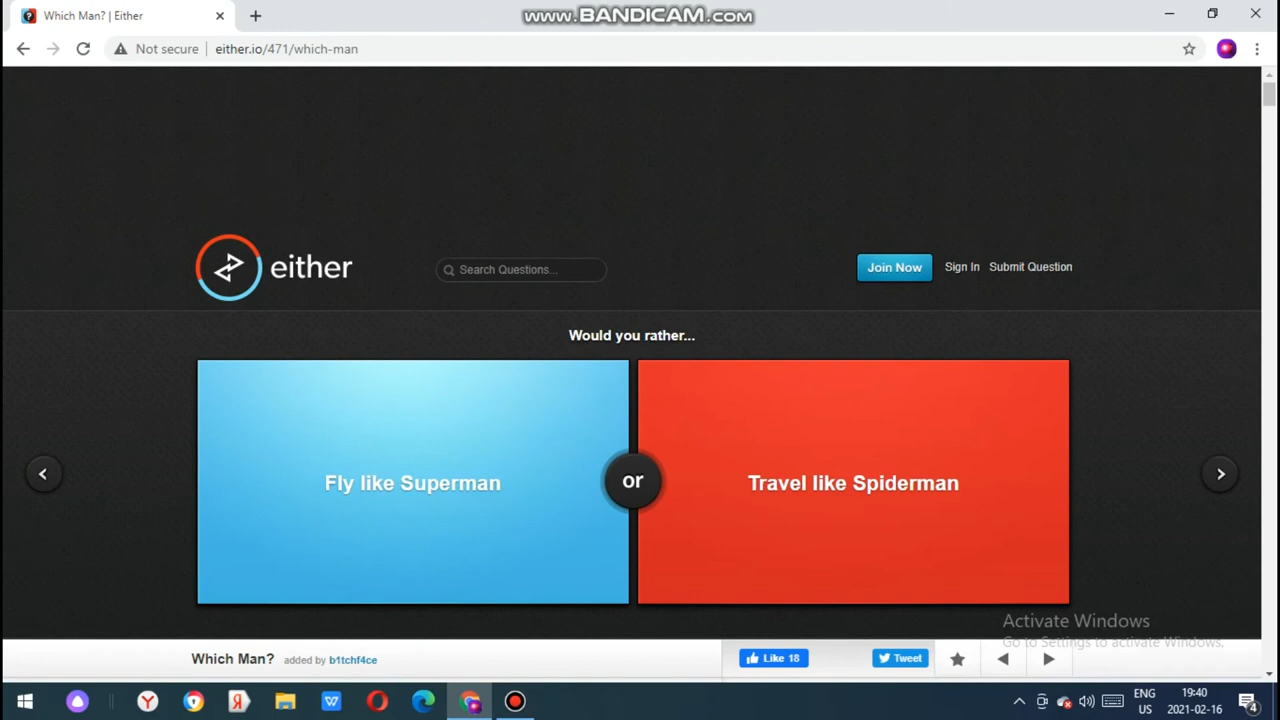 Which Man? | Either
www.BANDICAM.com
Not secure
either.io/471/which-man
either
Search Questions...
Join Now
Sign In
Submit Question
Would you rather...
Fly like Superman
or
Travel like Spiderman
Activate Windows
Go to Settings to activate Windows.
Which Man?
added by b1tchf4ce
Like 18
Tweet
Y
Я
W
ENG
US
19:40
2021-02-16
4